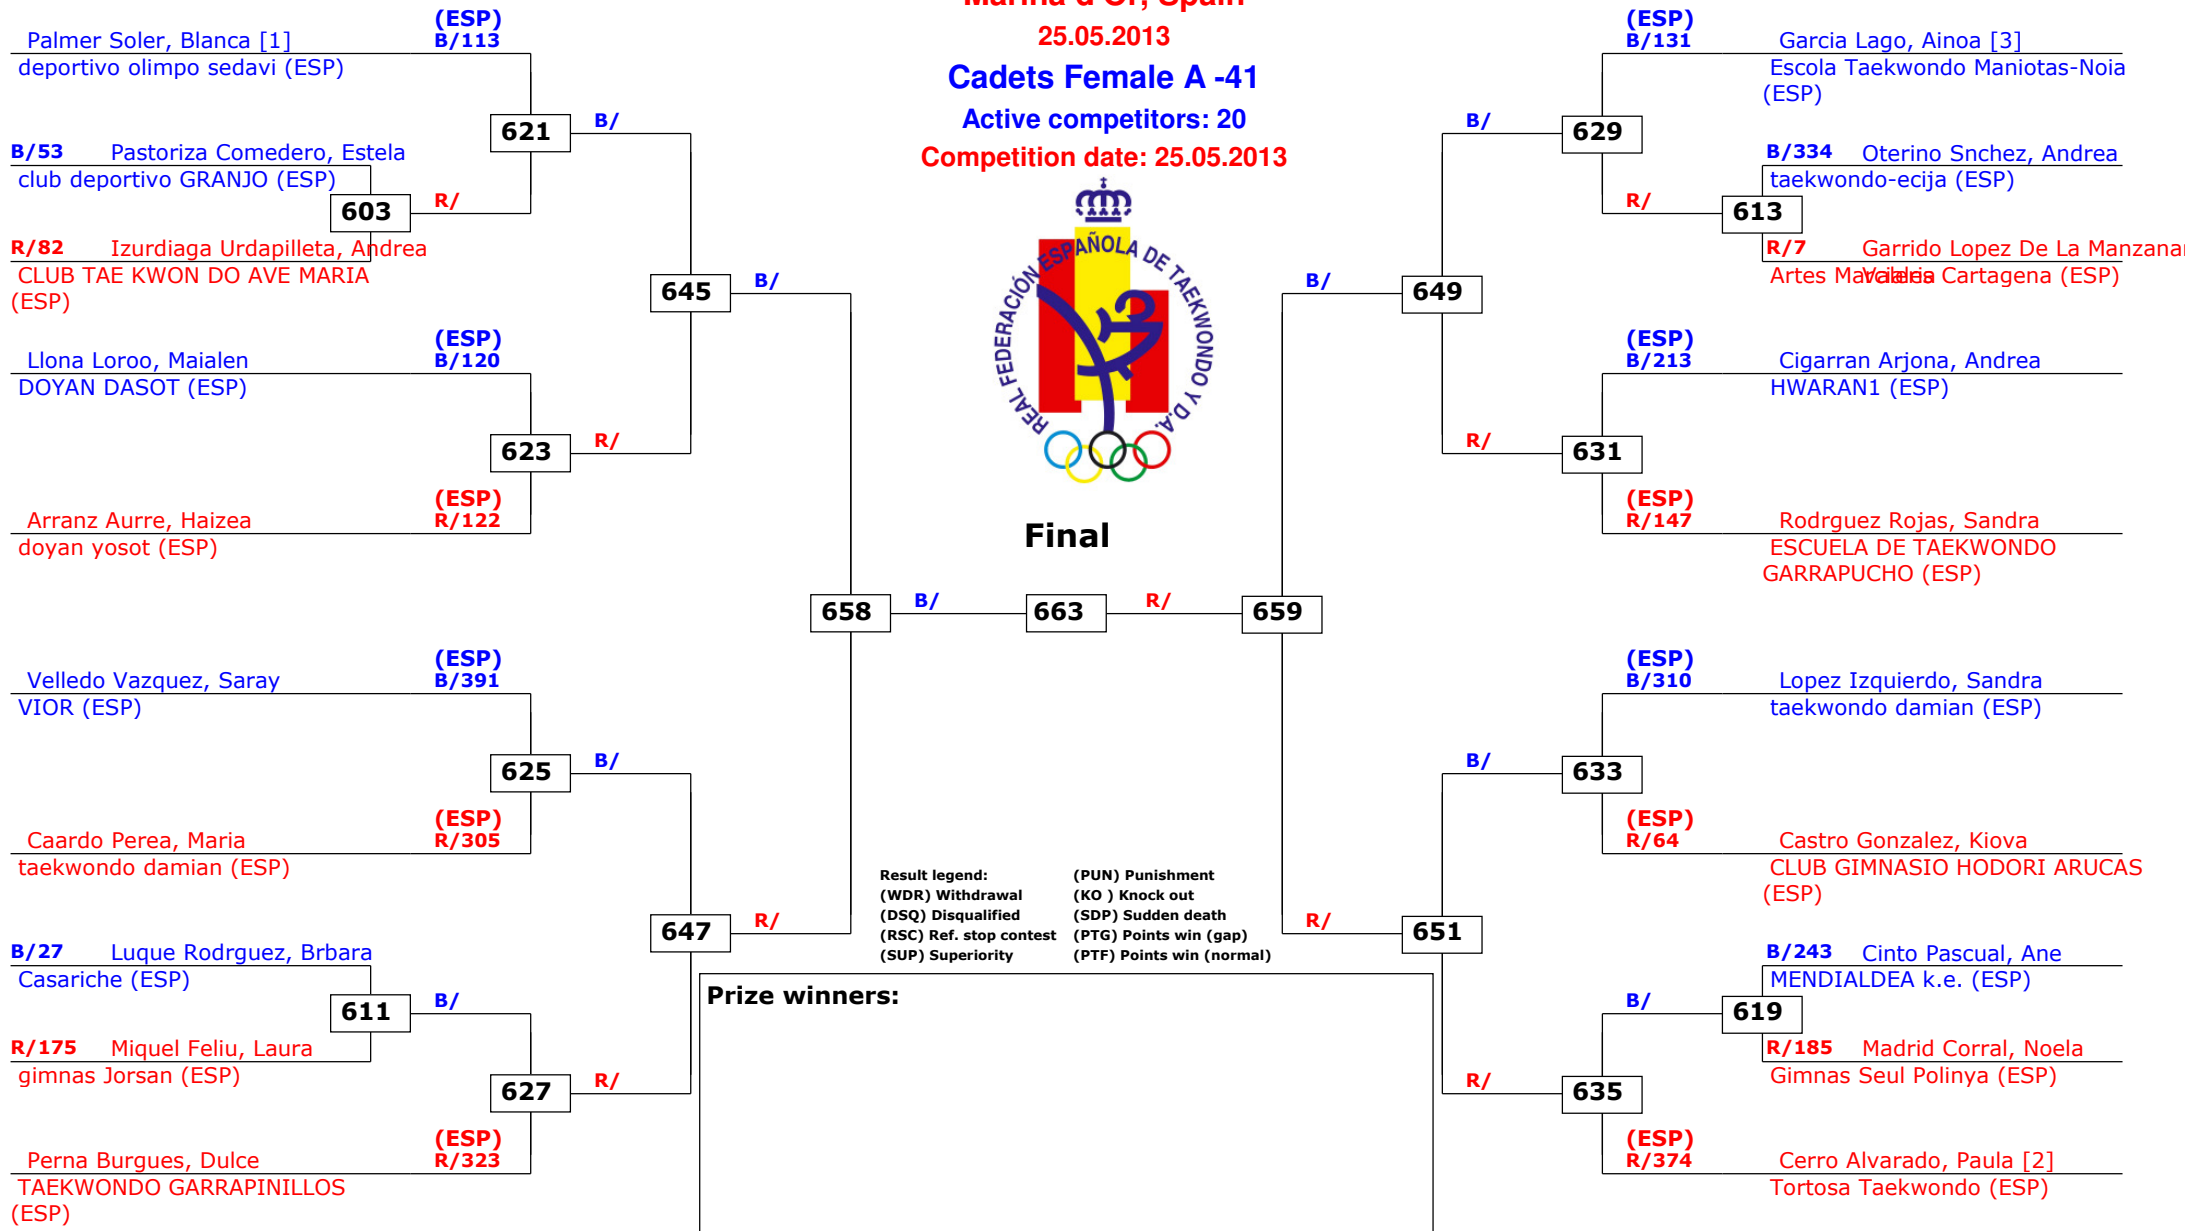 Marina d'Or, Spain
25.05.2013
Cadets Female A -41
Active competitors: 20
Competition date: 25.05.2013
REAL FEDERACIÓN ESPAÑOLA DE TAEKWONDO Y D.A.
(ESP)
Palmer Soler, Blanca [1] B/113
deportivo olimpo sedavi (ESP)
621 B/
B/53 Pastoriza Comedero, Estela
club deportivo GRANJO (ESP)
603 R/
R/82 Izurdiaga Urdapilleta, Andrea
CLUB TAE KWON DO AVE MARIA
(ESP)
645 B/
(ESP)
Llona Loroo, Maialen B/120
DOYAN DASOT (ESP)
623 R/
(ESP)
Arranz Aurre, Haizea R/122
doyan yosot (ESP)
658 B/
(ESP)
Velledo Vazquez, Saray B/391
VIOR (ESP)
625 B/
(ESP)
Caardo Perea, Maria R/305
taekwondo damian (ESP)
647 R/
B/27 Luque Rodrguez, Brbara
Casariche (ESP)
611 B/
R/175 Miquel Feliu, Laura
gimnas Jorsan (ESP)
627 R/
(ESP)
Perna Burgues, Dulce R/323
TAEKWONDO GARRAPINILLOS
(ESP)
Final
663
(ESP)
B/131 Garcia Lago, Ainoa [3]
Escola Taekwondo Maniotas-Noia
(ESP)
B/ 629
B/334 Oterino Snchez, Andrea
taekwondo-ecija (ESP)
R/ 613
R/7 Garrido Lopez De La Manzanar
Valeria
Artes Marciales Cartagena (ESP)
B/ 649
(ESP)
B/213 Cigarran Arjona, Andrea
HWARAN1 (ESP)
R/ 631
(ESP)
R/147 Rodrguez Rojas, Sandra
ESCUELA DE TAEKWONDO
GARRAPUCHO (ESP)
R/ 659
(ESP)
B/310 Lopez Izquierdo, Sandra
taekwondo damian (ESP)
B/ 633
(ESP)
R/64 Castro Gonzalez, Kiova
CLUB GIMNASIO HODORI ARUCAS
(ESP)
R/ 651
B/243 Cinto Pascual, Ane
MENDIALDEA k.e. (ESP)
B/ 619
R/185 Madrid Corral, Noela
Gimnas Seul Polinya (ESP)
R/ 635
(ESP)
R/374 Cerro Alvarado, Paula [2]
Tortosa Taekwondo (ESP)
Result legend: (PUN) Punishment
(WDR) Withdrawal (KO ) Knock out
(DSQ) Disqualified (SDP) Sudden death
(RSC) Ref. stop contest (PTG) Points win (gap)
(SUP) Superiority (PTF) Points win (normal)
Prize winners: